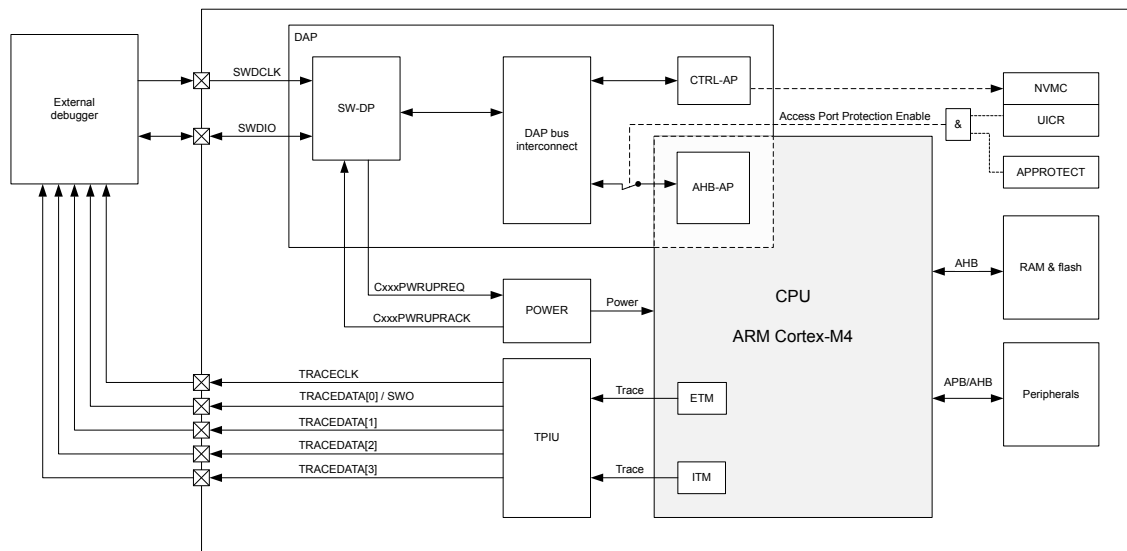 DAP
External
debugger
SWDCLK
SWDIO
SW-DP
DAP bus
interconnect
CTRL-AP
AHB-AP
NVMC
UICR
Access Port Protection Enable
&
APPROTECT
CxxxPWRUPREQ
CxxxPWRUPRACK
POWER
Power
CPU
ARM Cortex-M4
AHB
RAM & flash
APB/AHB
Peripherals
TRACECLK
TRACEDATA[0] / SWO
TRACEDATA[1]
TRACEDATA[2]
TRACEDATA[3]
TPIU
Trace
ETM
Trace
ITM